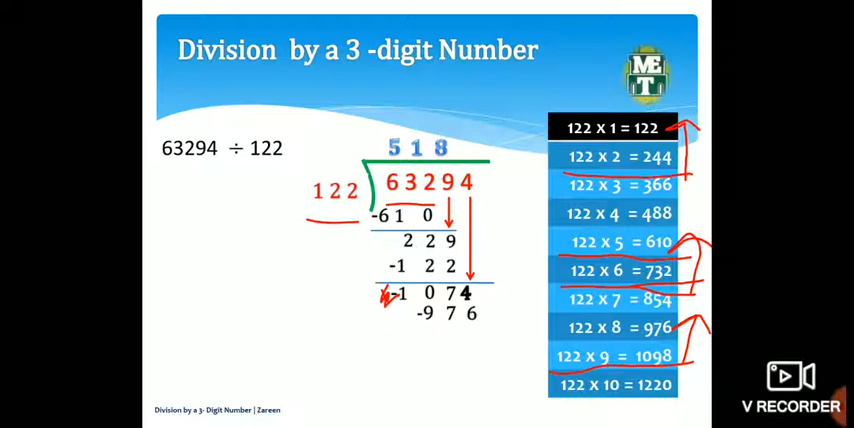 Division by a 3 -digit Number
MET
63294 ÷ 122
5 1 8
1 2 2 6 3 2 9 4
-6 1 0
2 2 9
-1 2 2
-1 0 7 4
-9 7 6
122 x 1 = 122
122 x 2 = 244
122 x 3 = 366
122 x 4 = 488
122 x 5 = 610
122 x 6 = 732
122 x 7 = 854
122 x 8 = 976
122 x 9 = 1098
122 x 10 = 1220
V RECORDER
Division by a 3- Digit Number | Zareen